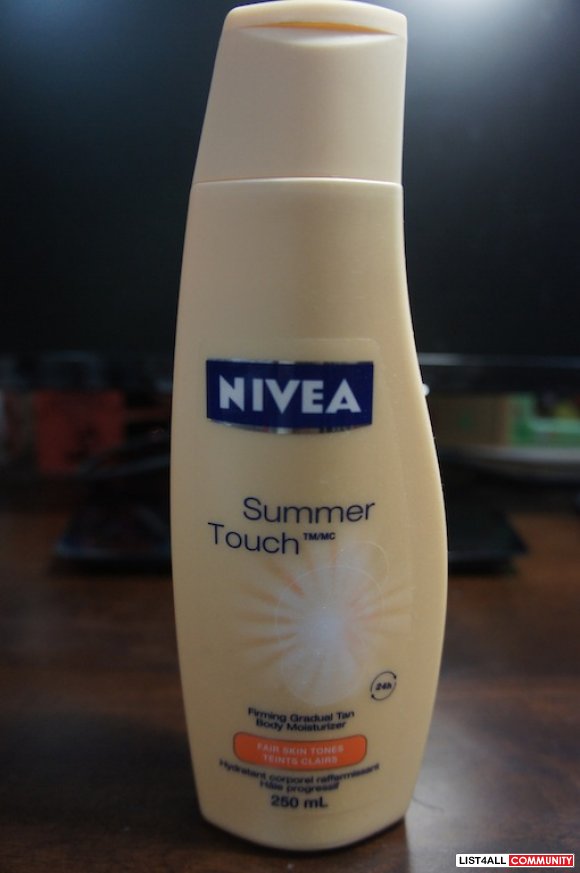 NIVEA
Summer
Touch™/MC
24h
Firming Gradual Tan
Body Moisturizer
FAIR SKIN TONES
TEINTS CLAIRS
Hydratant corporel raffermissant
Hâle progressif
250 mL
LIST4ALL COMMUNITY